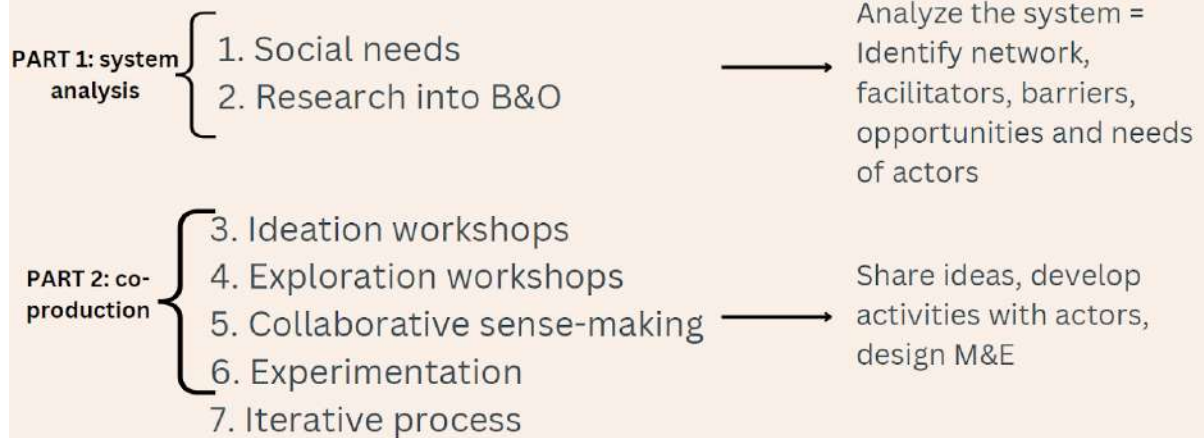 PART 1: system
analysis
1. Social needs
2. Research into B&O
Analyze the system =
Identify network,
facilitators, barriers,
opportunities and needs
of actors
PART 2: co-
production
3. Ideation workshops
4. Exploration workshops
5. Collaborative sense-making
6. Experimentation
7. Iterative process
Share ideas, develop
activities with actors,
design M&E